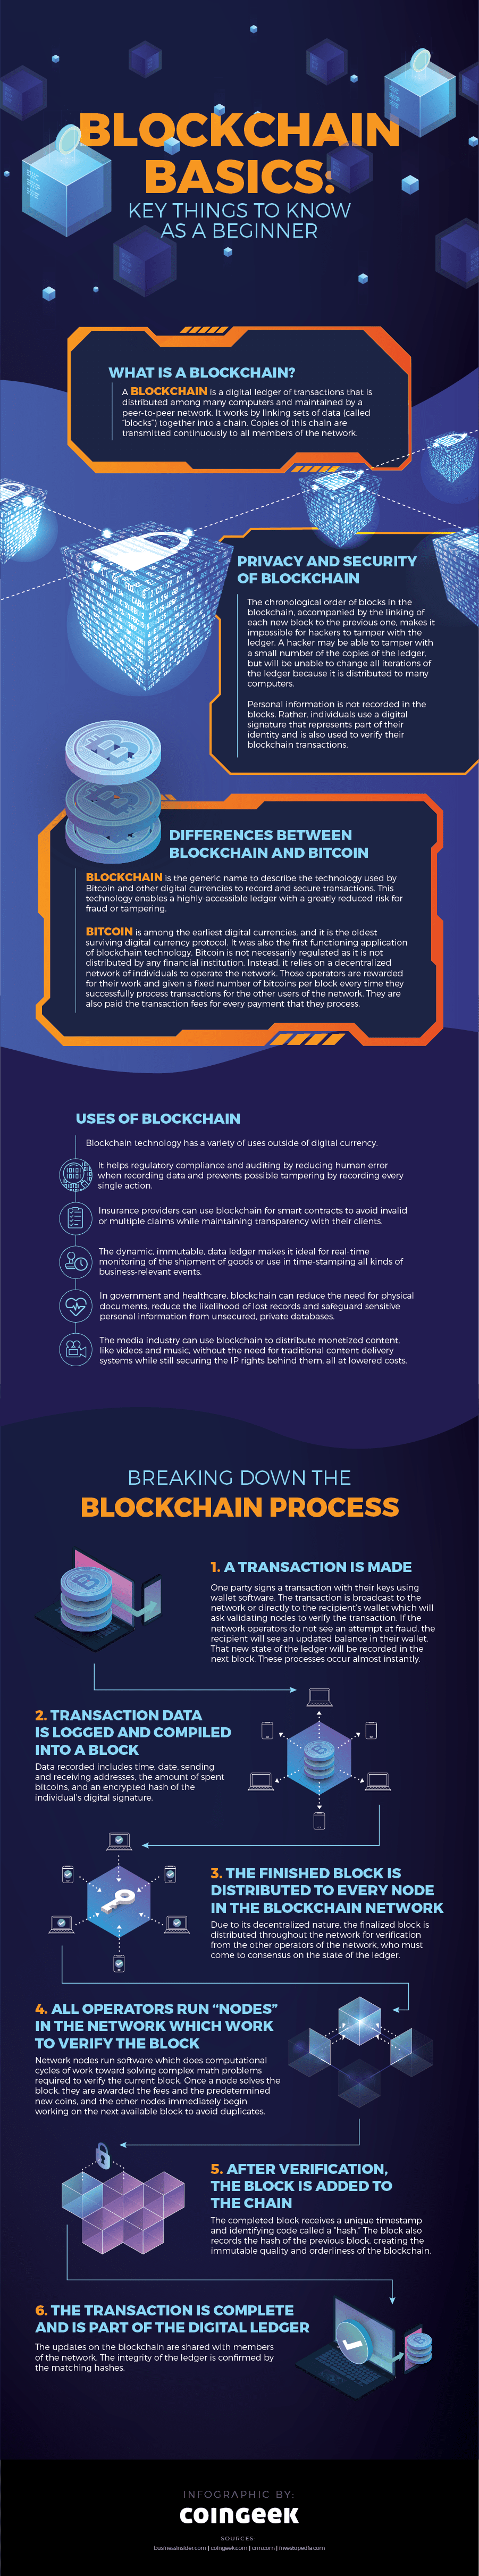 BLOCKCHAIN
BASICS:
KEY THINGS TO KNOW
AS A BEGINNER
WHAT IS A BLOCKCHAIN?
A BLOCKCHAIN is a digital ledger of transactions that is
distributed among many computers and maintained by a
peer-to-peer network. It works by linking sets of data (called
"blocks") together into a chain. Copies of this chain are
transmitted continuously to all members of the network.
PRIVACY AND SECURITY
OF BLOCKCHAIN
The chronological order of blocks in the
blockchain, accompanied by the linking of
each new block to the previous one, makes it
impossible for hackers to tamper with the
ledger. A hacker may be able to tamper with
a small number of the copies of the ledger,
but will be unable to change all iterations of
the ledger because it is distributed to many
computers.
Personal information is not recorded in the
blocks. Rather, individuals use a digital
signature that represents part of their
identity and is also used to verify their
blockchain transactions.
DIFFERENCES BETWEEN
BLOCKCHAIN AND BITCOIN
BLOCKCHAIN is the generic name to describe the technology used by
Bitcoin and other digital currencies to record and secure transactions. This
technology enables a highly-accessible ledger with a greatly reduced risk for
fraud or tampering.
BITCOIN is among the earliest digital currencies, and it is the oldest
surviving digital currency protocol. It was also the first functioning application
of blockchain technology. Bitcoin is not necessarily regulated as it is not
distributed by any financial institution. Instead, it relies on a decentralized
network of individuals to operate the network. Those operators are rewarded
for their work and given a fixed number of bitcoins per block every time they
successfully process transactions for the other users of the network. They are
also paid the transaction fees for every payment that they process.
USES OF BLOCKCHAIN
Blockchain technology has a variety of uses outside of digital currency.
It helps regulatory compliance and auditing by reducing human error
when recording data and prevents possible tampering by recording every
single action.
Insurance providers can use blockchain for smart contracts to avoid invalid
or multiple claims while maintaining transparency with their clients.
The dynamic, immutable, data ledger makes it ideal for real-time
monitoring of the shipment of goods or use in time-stamping all kinds of
business-relevant events.
In government and healthcare, blockchain can reduce the need for physical
documents, reduce the likelihood of lost records and safeguard sensitive
personal information from unsecured, private databases.
The media industry can use blockchain to distribute monetized content,
like videos and music, without the need for traditional content delivery
systems while still securing the IP rights behind them, all at lowered costs.
BREAKING DOWN THE
BLOCKCHAIN PROCESS
1. A TRANSACTION IS MADE
One party signs a transaction with their keys using
wallet software. The transaction is broadcast to the
network or directly to the recipient's wallet which will
ask validating nodes to verify the transaction. If the
network operators do not see an attempt at fraud, the
recipient will see an updated balance in their wallet.
That new state of the ledger will be recorded in the
next block. These processes occur almost instantly.
2. TRANSACTION DATA
IS LOGGED AND COMPILED
INTO A BLOCK
Data recorded includes time, date, sending
and receiving addresses, the amount of spent
bitcoins, and an encrypted hash of the
individual's digital signature.
3. THE FINISHED BLOCK IS
DISTRIBUTED TO EVERY NODE
IN THE BLOCKCHAIN NETWORK
Due to its decentralized nature, the finalized block is
distributed throughout the network for verification
from the other operators of the network, who must
come to consensus on the state of the ledger.
4. ALL OPERATORS RUN "NODES"
IN THE NETWORK WHICH WORK
TO VERIFY THE BLOCK
Network nodes run software which does computational
cycles of work toward solving complex math problems
required to verify the current block. Once a node solves the
block, they are awarded the fees and the predetermined
new coins, and the other nodes immediately begin
working on the next available block to avoid duplicates.
5. AFTER VERIFICATION,
THE BLOCK IS ADDED TO
THE CHAIN
The completed block receives a unique timestamp
and identifying code called a "hash." The block also
records the hash of the previous block, creating the
immutable quality and orderliness of the blockchain.
6. THE TRANSACTION IS COMPLETE
AND IS PART OF THE DIGITAL LEDGER
The updates on the blockchain are shared with members
of the network. The integrity of the ledger is confirmed by
the matching hashes.
INFOGRAPHIC BY:
coingeek
SOURCES:
businessinsider.com | coingeek.com | cnn.com | investopedia.com